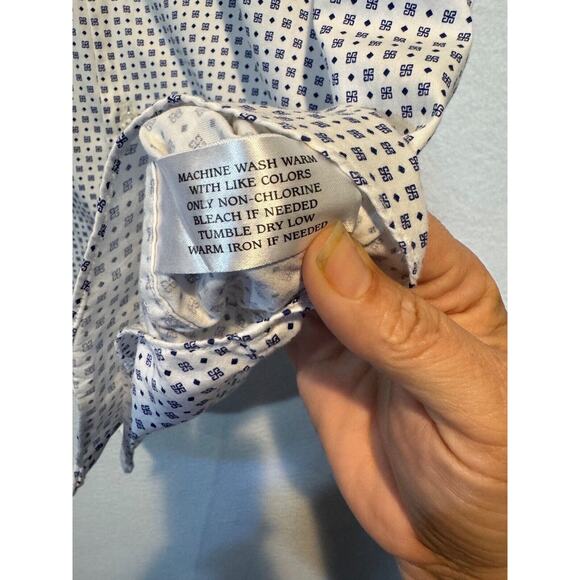 MACHINE WASH WARM
WITH LIKE COLORS
ONLY NON-CHLORINE
BLEACH IF NEEDED
TUMBLE DRY LOW
WARM IRON IF NEEDED